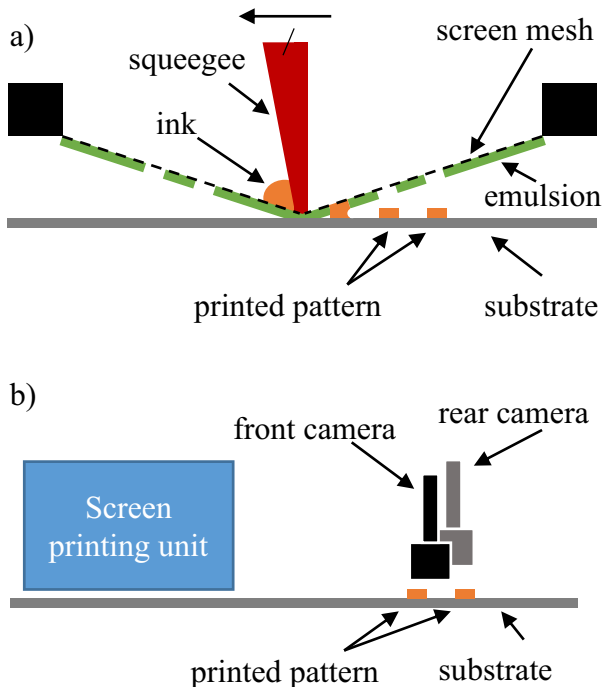 a)
squeegee
screen mesh
ink
emulsion
printed pattern
substrate
b)
front camera
rear camera
Screen
printing unit
printed pattern
substrate